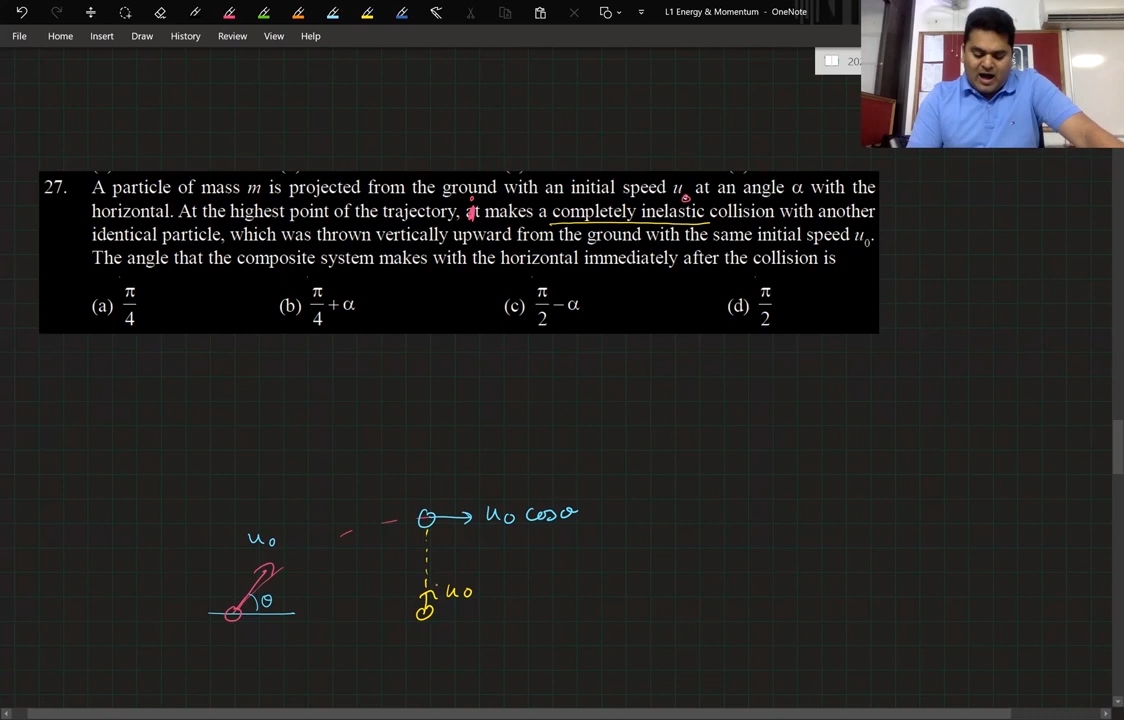 L1 Energy & Momentum - OneNote
File Home Insert Draw History Review View Help
27. A particle of mass m is projected from the ground with an initial speed u₀ at an angle α with the
horizontal. At the highest point of the trajectory, it makes a completely inelastic collision with another
identical particle, which was thrown vertically upward from the ground with the same initial speed u₀.
The angle that the composite system makes with the horizontal immediately after the collision is
(a) π/4 (b) π/4 + α (c) π/2 − α (d) π/2
u₀ cos
u₀
θ
u₀